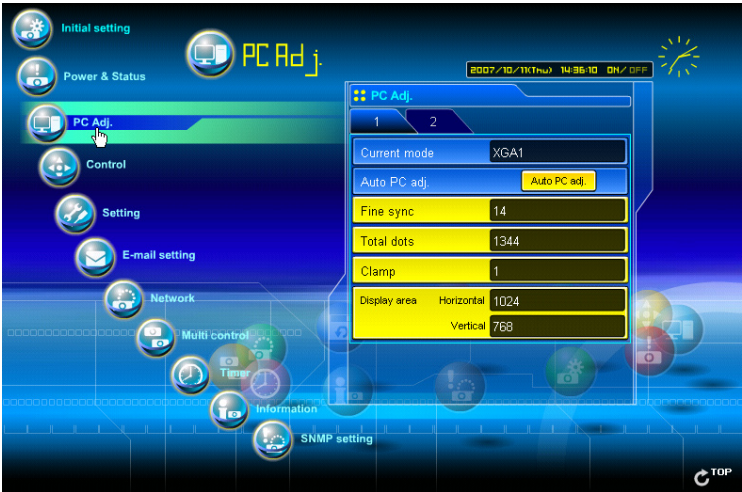 Initial setting
PC Adj.
Power & Status
2007/10/11(Thu) 14:36:10 ON/OFF
PC Adj.
PC Adj.
1 2
Current mode XGA1
Control
Auto PC adj. Auto PC adj.
Setting
Fine sync 14
Total dots 1344
E-mail setting
Clamp 1
Network
Display area Horizontal 1024
Vertical 768
Multi control
Timer
Information
SNMP setting
TOP